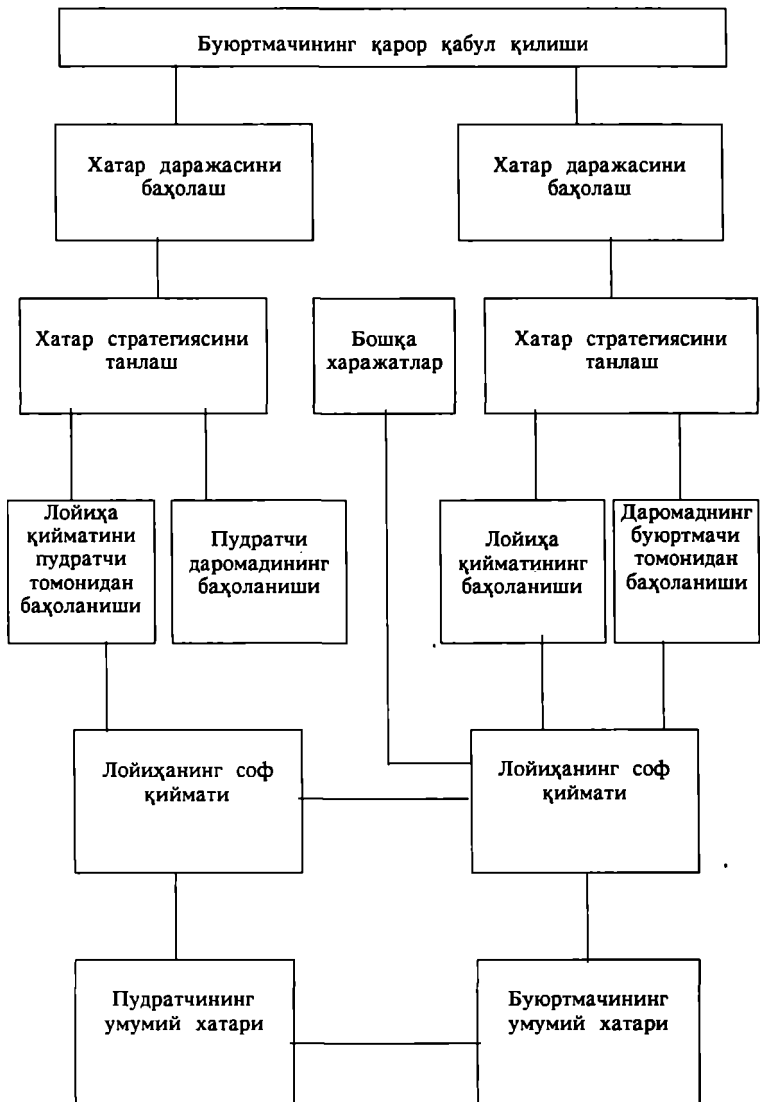 Буюртмачининг қарор қабул қилиши
Хатар даражасини
баҳолаш
Хатар даражасини
баҳолаш
Хатар стратегиясини
танлаш
Бошқа
харажатлар
Хатар стратегиясини
танлаш
Лойиҳа
қийматини
пудратчи
томонидан
баҳоланиши
Пудратчи
даромадининг
баҳоланиши
Лойиҳа
қийматининг
баҳоланиши
Даромаднинг
буюртмачи
томонидан
баҳоланиши
Лойиҳанинг соф
қиймати
Лойиҳанинг соф
қиймати
Пудратчининг
умумий хатари
Буюртмачининг
умумий хатари